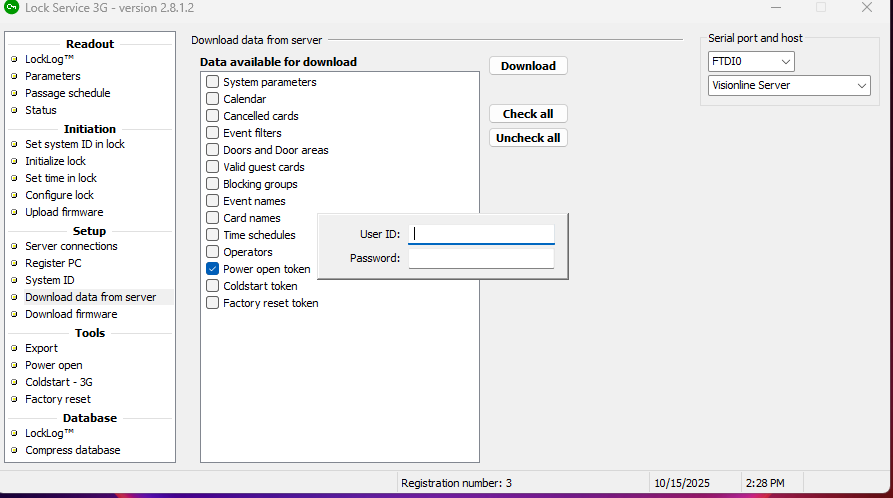 Lock Service 3G - version 2.8.1.2
Readout
LockLog™
Parameters
Passage schedule
Status
Initiation
Set system ID in lock
Initialize lock
Set time in lock
Configure lock
Upload firmware
Setup
Server connections
Register PC
System ID
Download data from server
Download firmware
Tools
Export
Power open
Coldstart - 3G
Factory reset
Database
LockLog™
Compress database
Download data from server
Data available for download
System parameters
Calendar
Cancelled cards
Event filters
Doors and Door areas
Valid guest cards
Blocking groups
Event names
Card names
Time schedules
Operators
Power open token
Coldstart token
Factory reset token
Download
Check all
Uncheck all
User ID:
Password:
Serial port and host
FTDI0
Visionline Server
Registration number: 3
10/15/2025
2:28 PM